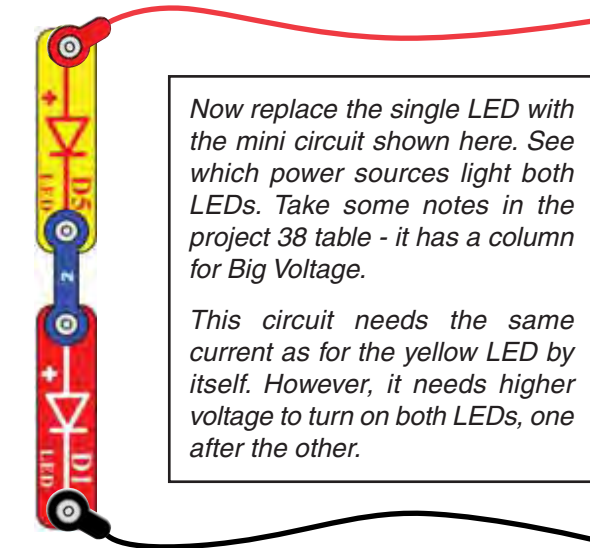 +
D5
LED
2
+
D1
LED
Now replace the single LED with
the mini circuit shown here. See
which power sources light both
LEDs. Take some notes in the
project 38 table - it has a column
for Big Voltage.
This circuit needs the same
current as for the yellow LED by
itself. However, it needs higher
voltage to turn on both LEDs, one
after the other.